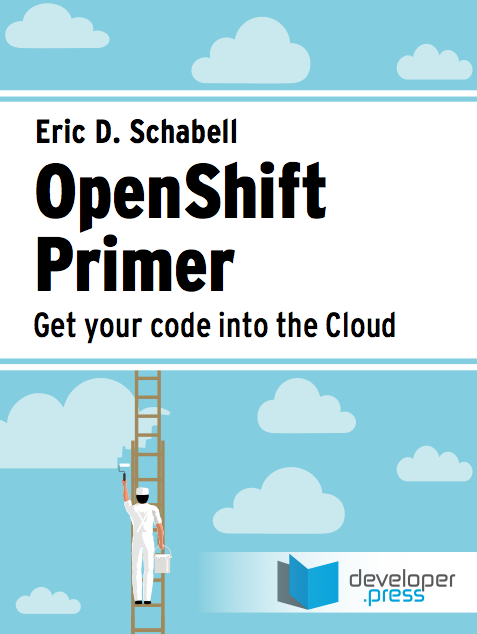 Eric D. Schabell
OpenShift
Primer
Get your code into the Cloud
developer
.press